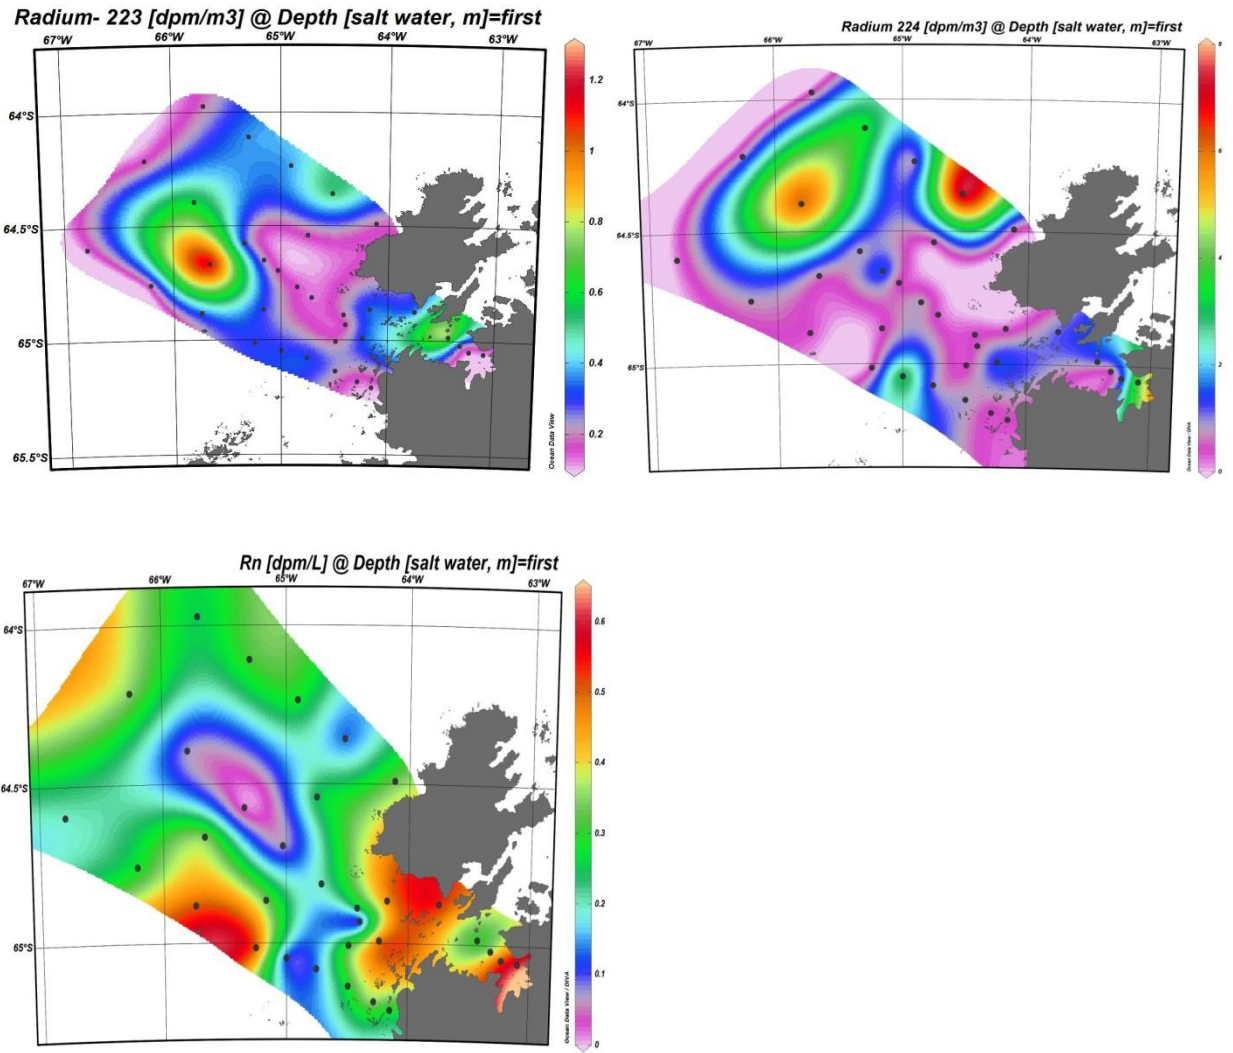 Radium- 223 [dpm/m3] @ Depth [salt water, m]=first
67°W 66°W 65°W 64°W 63°W
64°S
64.5°S
65°S
65.5°S
1.2
1
0.8
0.6
0.4
0.2
Ocean Data View
Radium 224 [dpm/m3] @ Depth [salt water, m]=first
67°W 66°W 65°W 64°W 63°W
64°S
64.5°S
65°S
8
6
4
2
0
Ocean Data View / DIVA
Rn [dpm/L] @ Depth [salt water, m]=first
67°W 66°W 65°W 64°W 63°W
64°S
64.5°S
65°S
0.6
0.5
0.4
0.3
0.2
0.1
0
Ocean Data View / DIVA